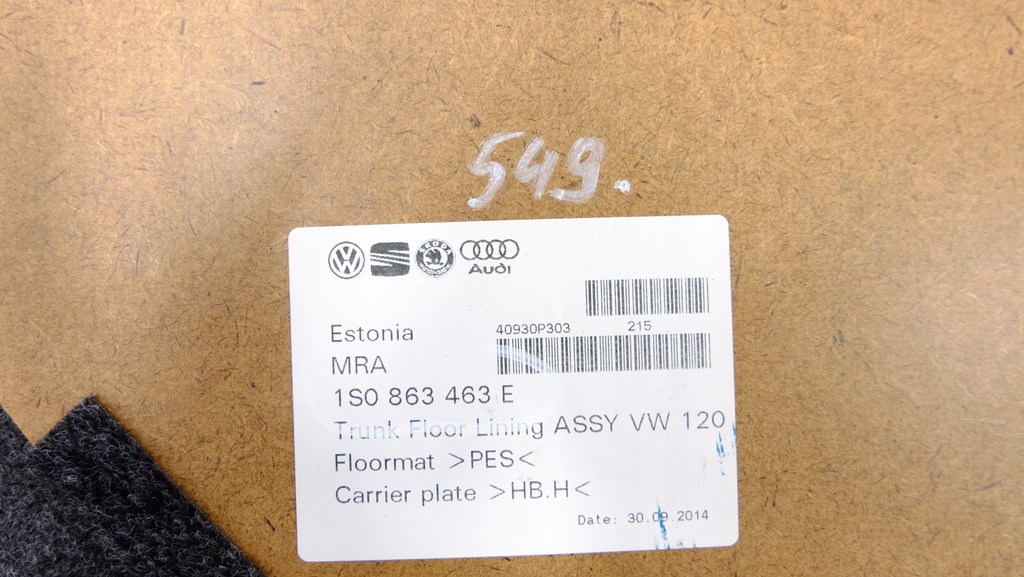 549.
Audi
40930P303 215
Estonia
MRA
1S0 863 463 E
Trunk Floor Lining ASSY VW 120
Floormat >PES<
Carrier plate >HB.H<
Date: 30.09.2014